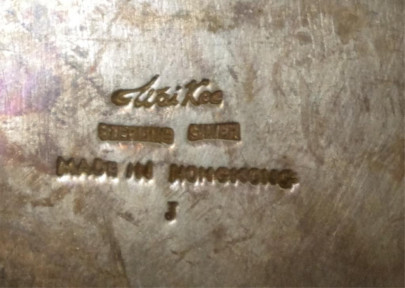 Wai Kee
STERLING SILVER
MADE IN HONGKONG
J